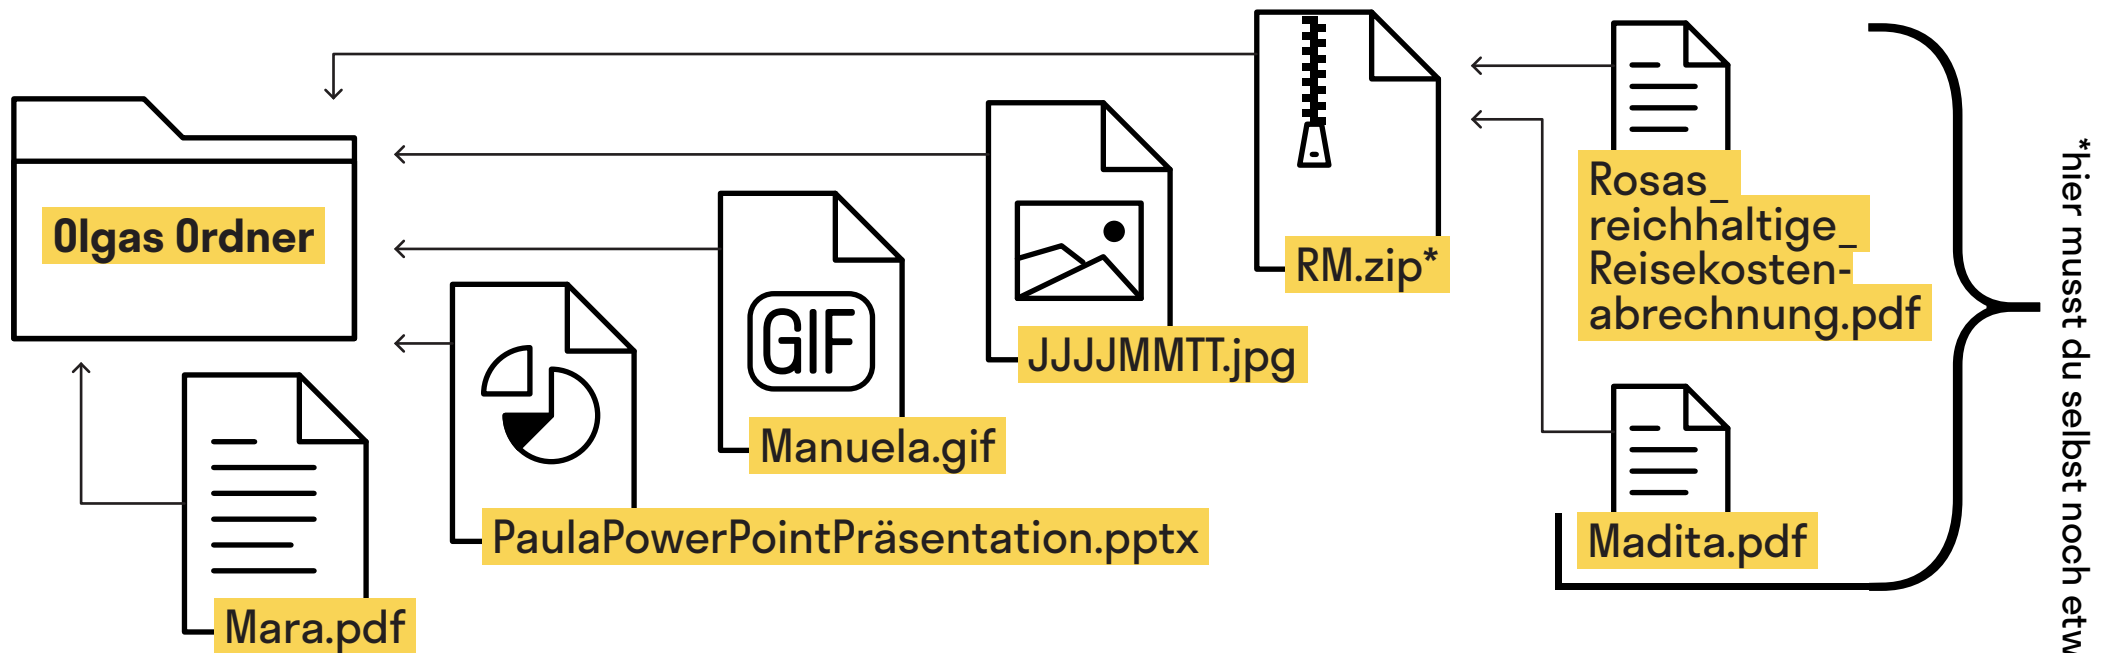 Olgas Ordner
Mara.pdf
PaulaPowerPointPräsentation.pptx
GIF
Manuela.gif
JJJJMMTT.jpg
RM.zip*
Rosas_
reichhaltige_
Reisekosten-
abrechnung.pdf
Madita.pdf
*hier musst du selbst noch